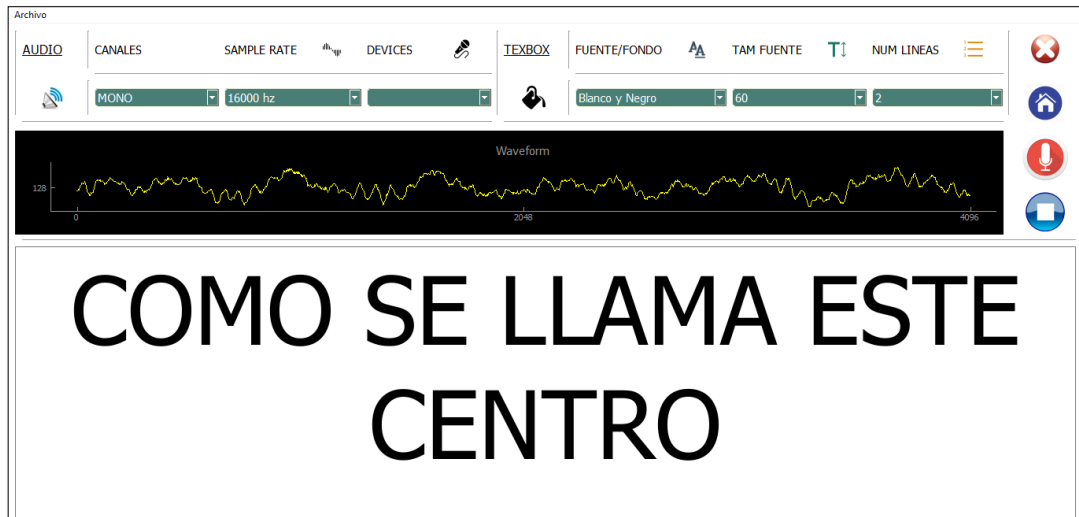 Archivo
AUDIO CANALES SAMPLE RATE DEVICES TEXBOX FUENTE/FONDO TAM FUENTE NUM LINEAS
MONO 16000 hz Blanco y Negro 60 2
Waveform
128
0 2048 4096
COMO SE LLAMA ESTE
CENTRO